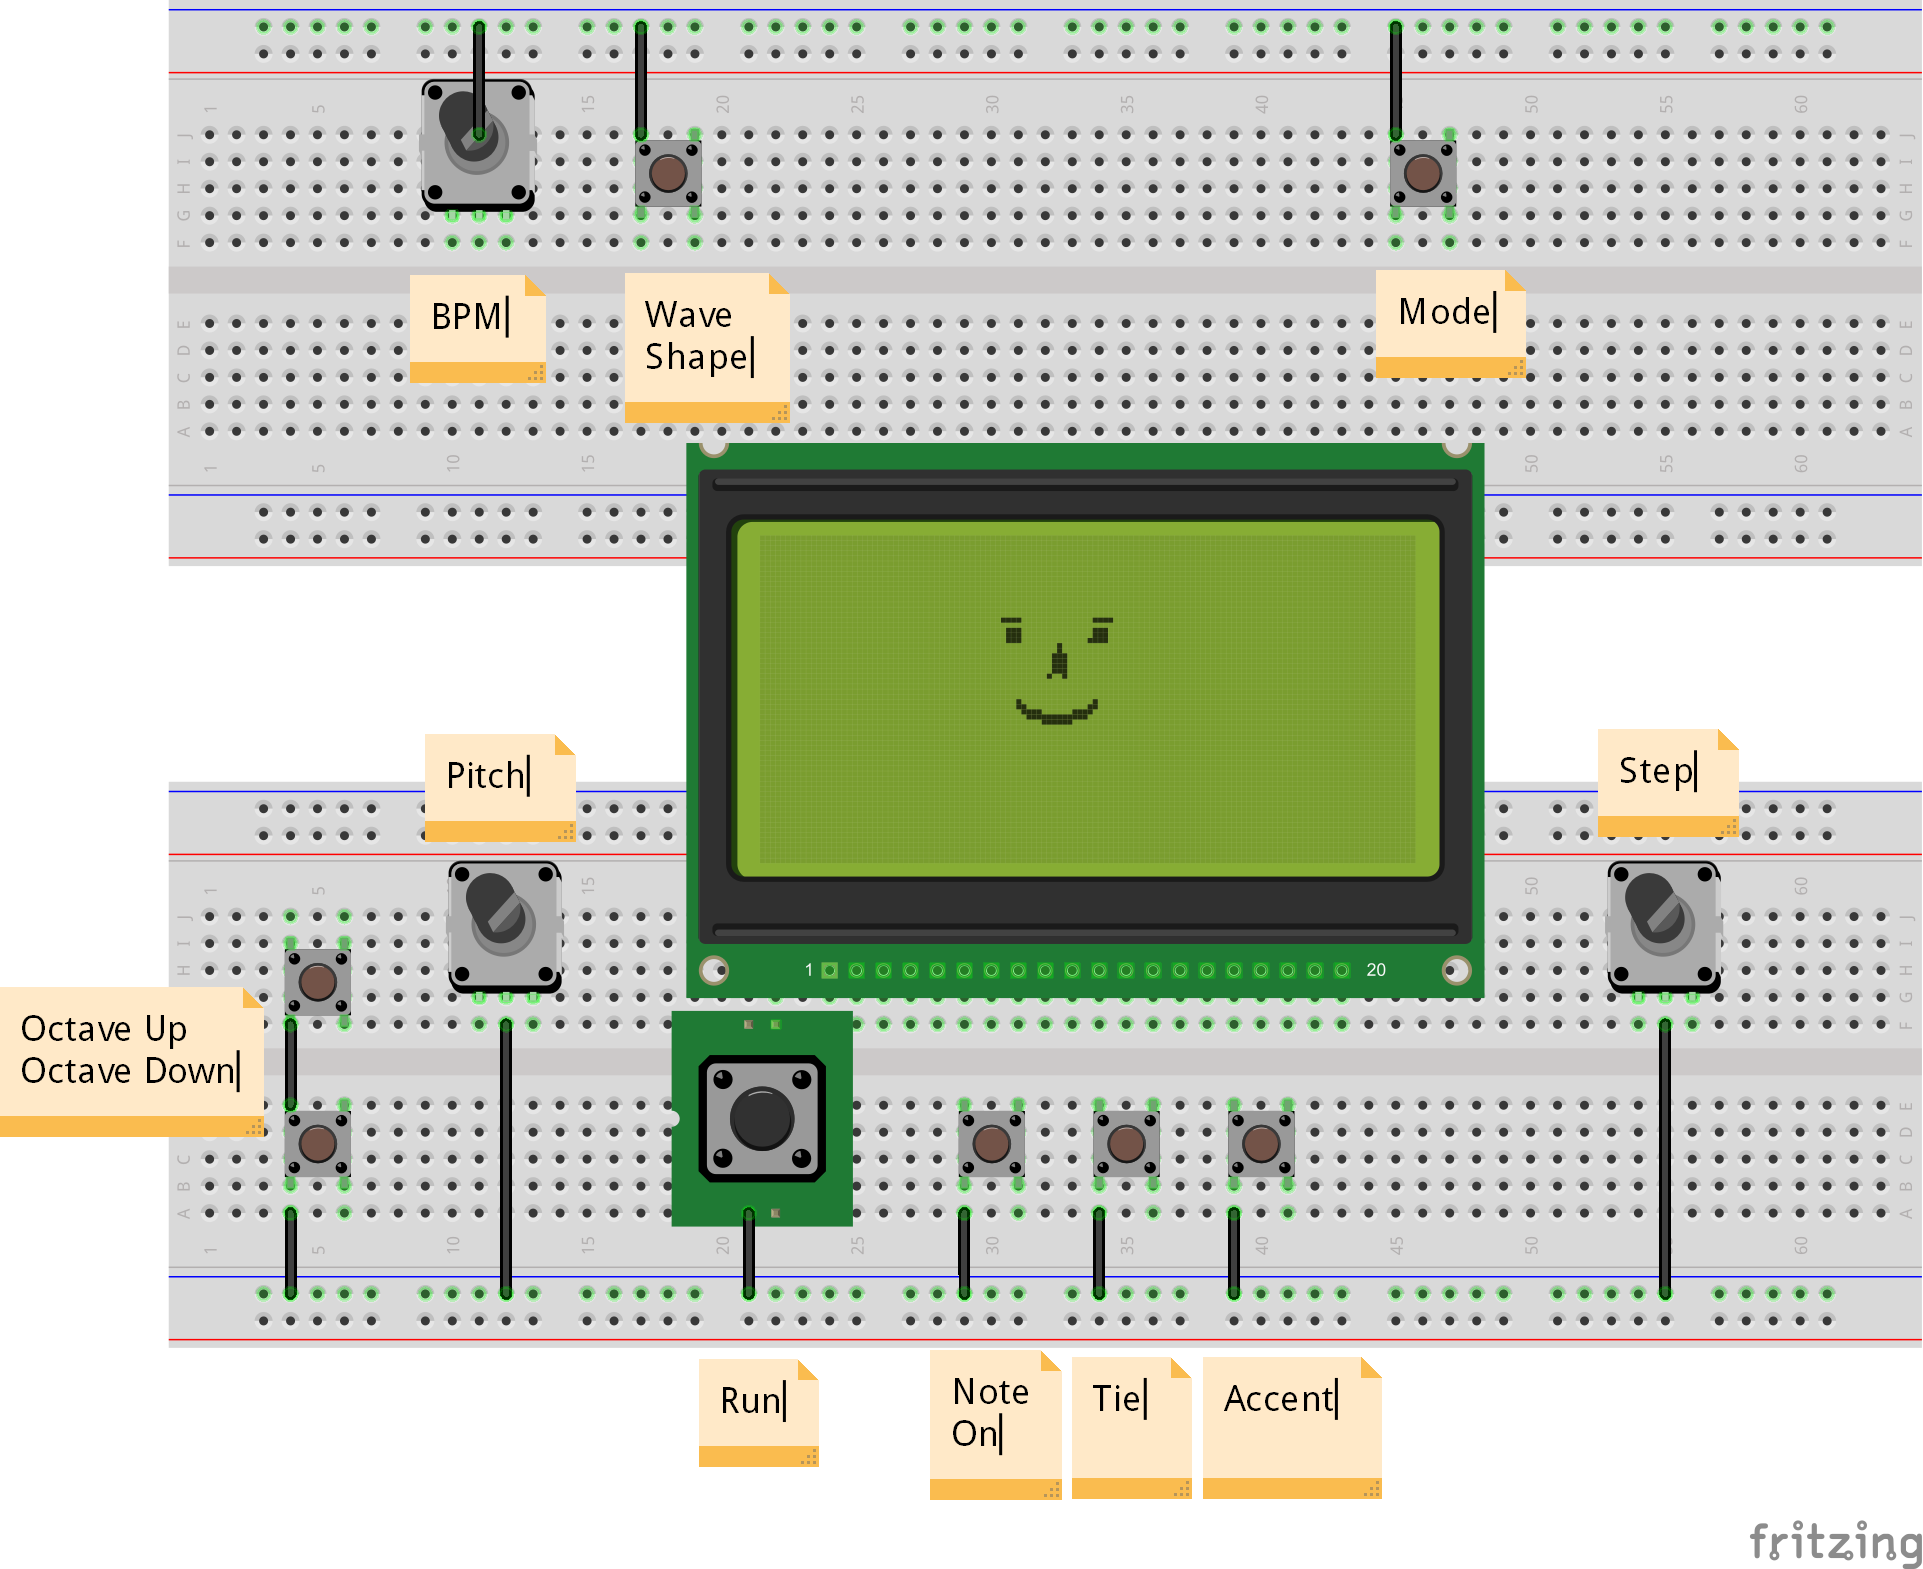 1 5 15 20 25 30 35 40 50 55 60
J J
I I
H H
G G
F F
BPM
Wave
Shape
Mode
E E
D D
C C
B B
A A
1 5 10 15 50 55 60
Pitch
Step
1 5 15 50 60
J J
I I
H H
1 20
G
F
Octave Up
Octave Down
E
D
C C
B B
A A
1 5 10 15 20 25 30 35 40 45 50 60
Run
Note
On
Tie
Accent
fritzing